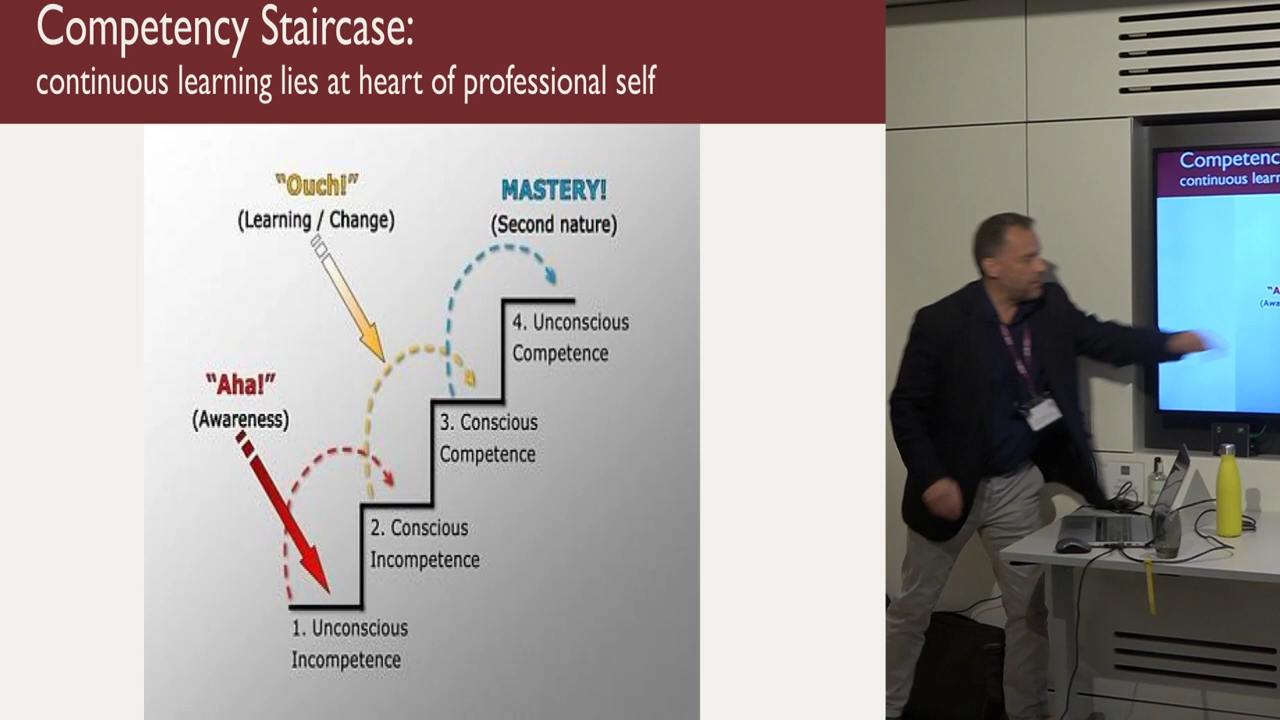 Competency Staircase:
continuous learning lies at heart of professional self
“Ouch!”
(Learning / Change)
MASTERY!
(Second nature)
“Aha!”
(Awareness)
4. Unconscious
Competence
3. Conscious
Competence
2. Conscious
Incompetence
1. Unconscious
Incompetence
Competenc
continuous learn
“A
(Awa